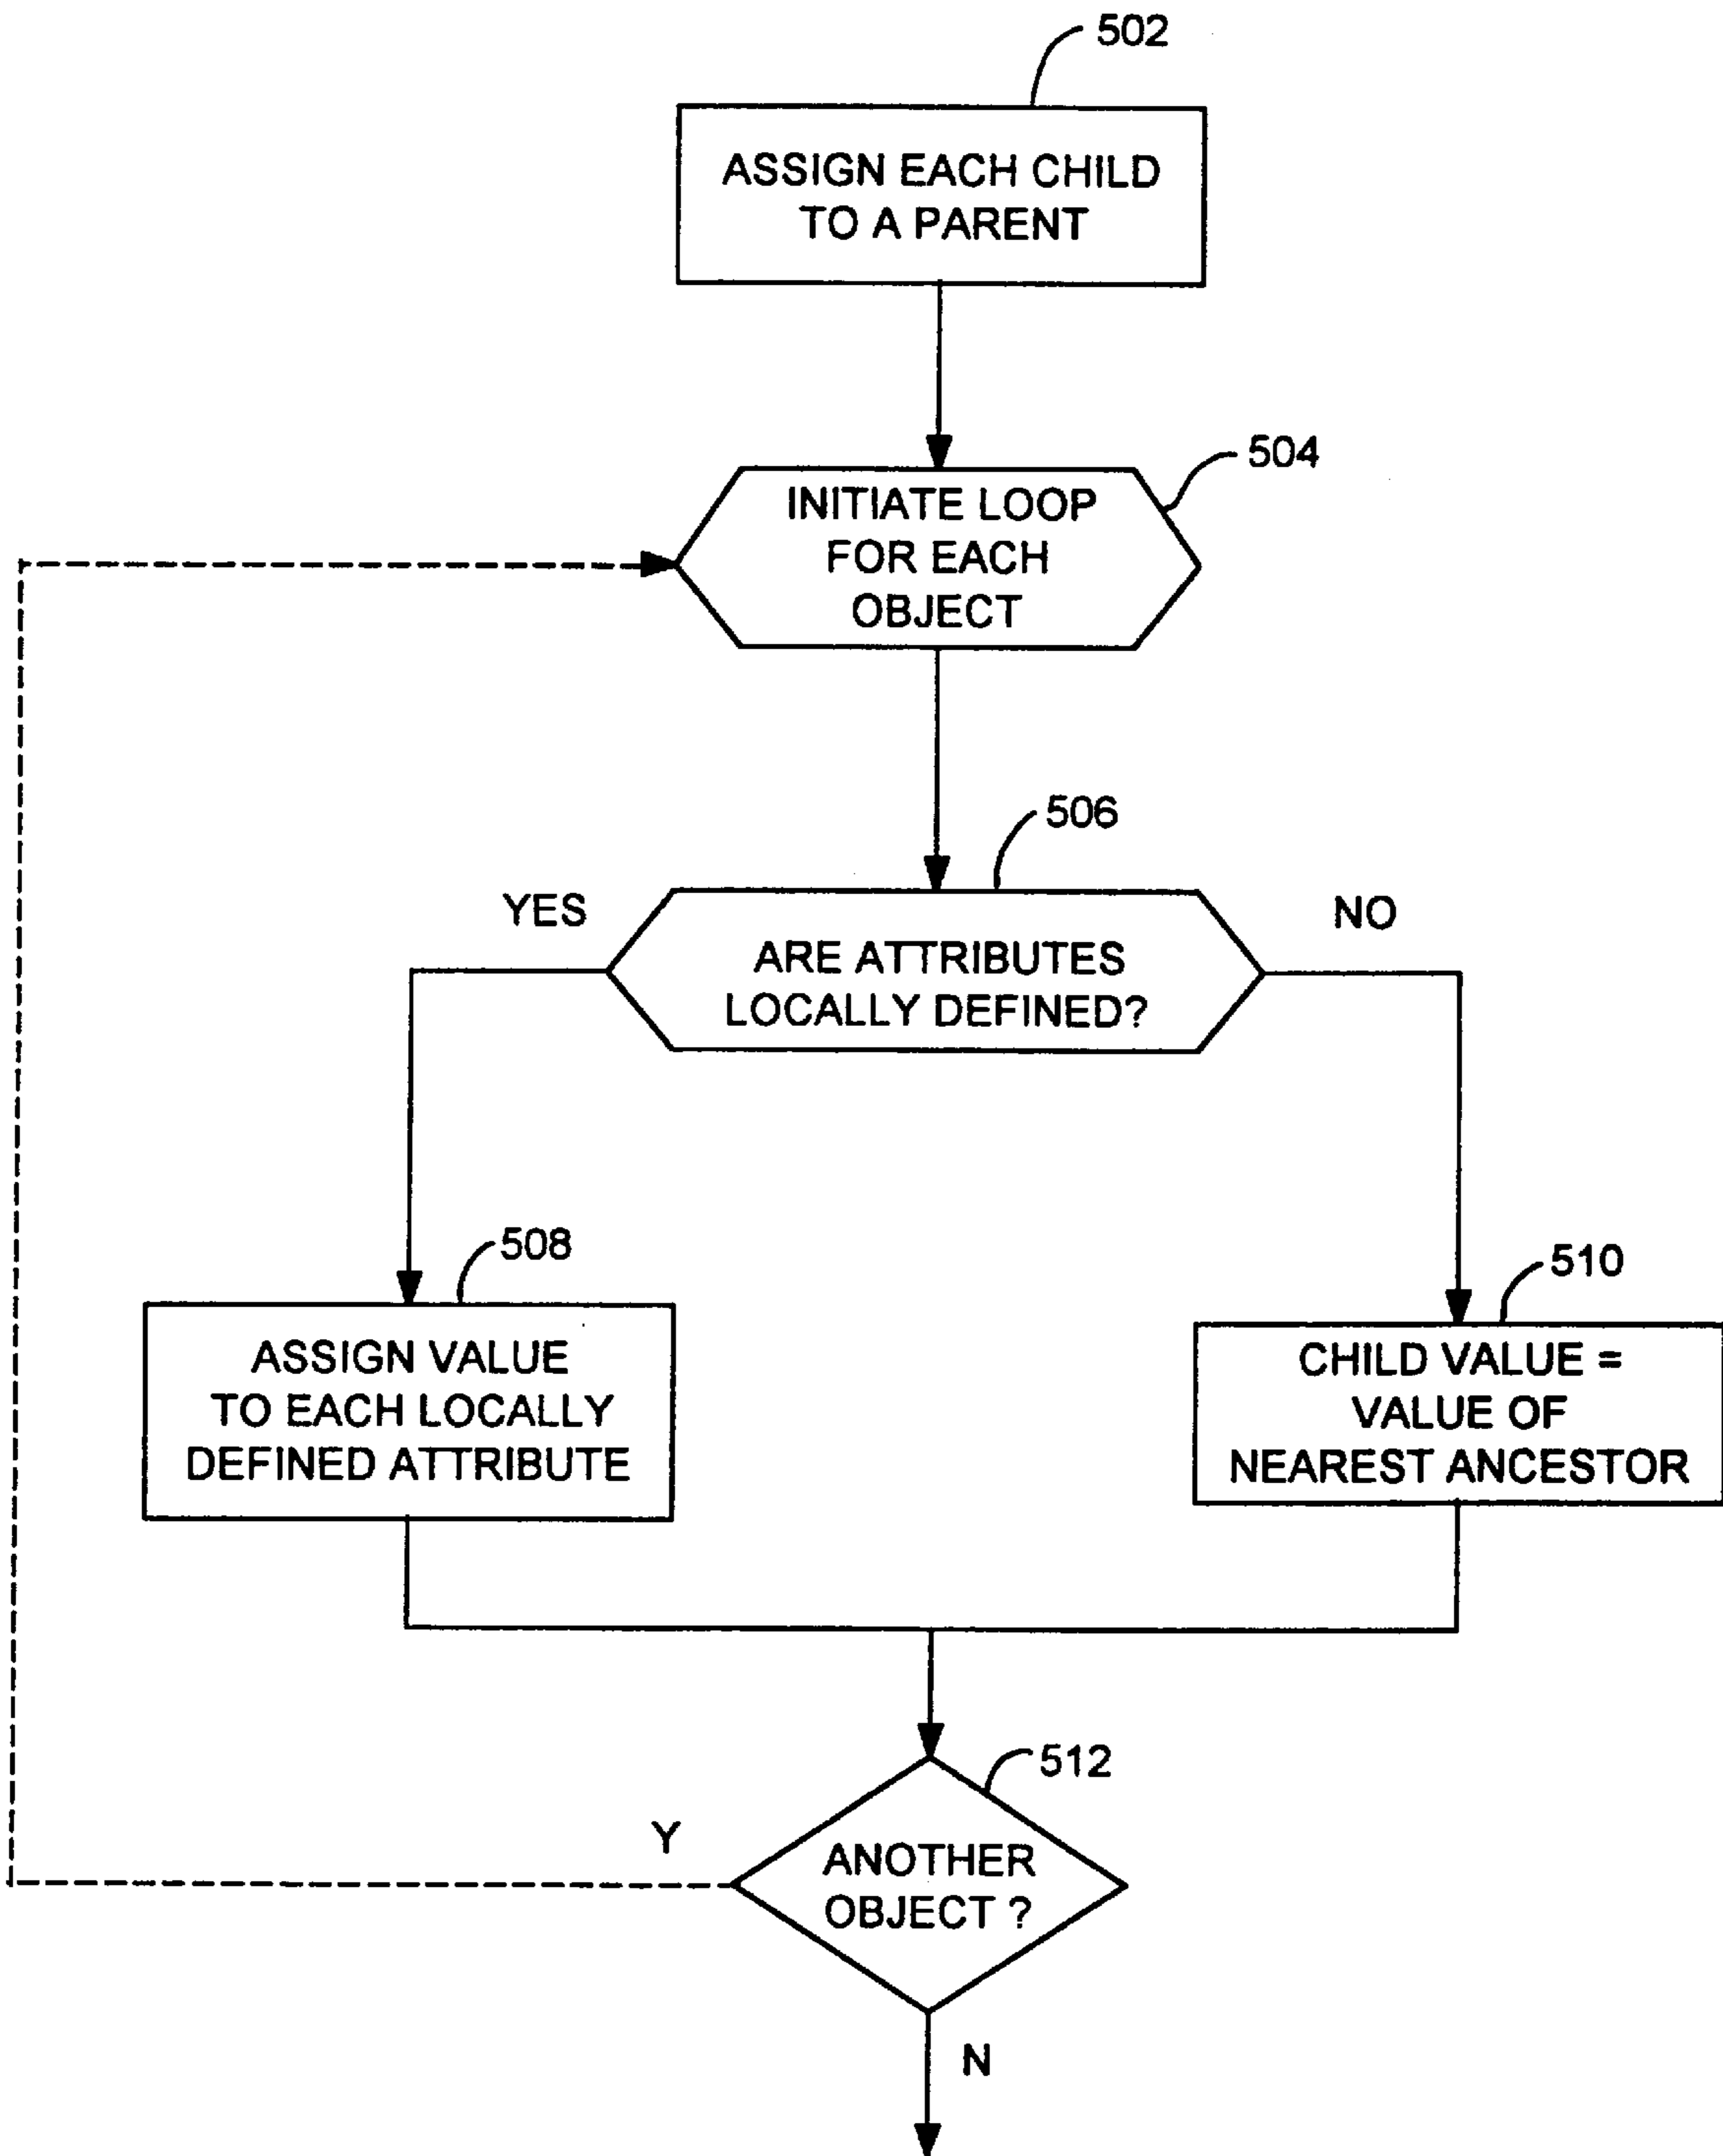 502
ASSIGN EACH CHILD
TO A PARENT
504
INITIATE LOOP
FOR EACH
OBJECT
506
YES
NO
ARE ATTRIBUTES
LOCALLY DEFINED?
508
ASSIGN VALUE
TO EACH LOCALLY
DEFINED ATTRIBUTE
510
CHILD VALUE =
VALUE OF
NEAREST ANCESTOR
512
Y
ANOTHER
OBJECT ?
N